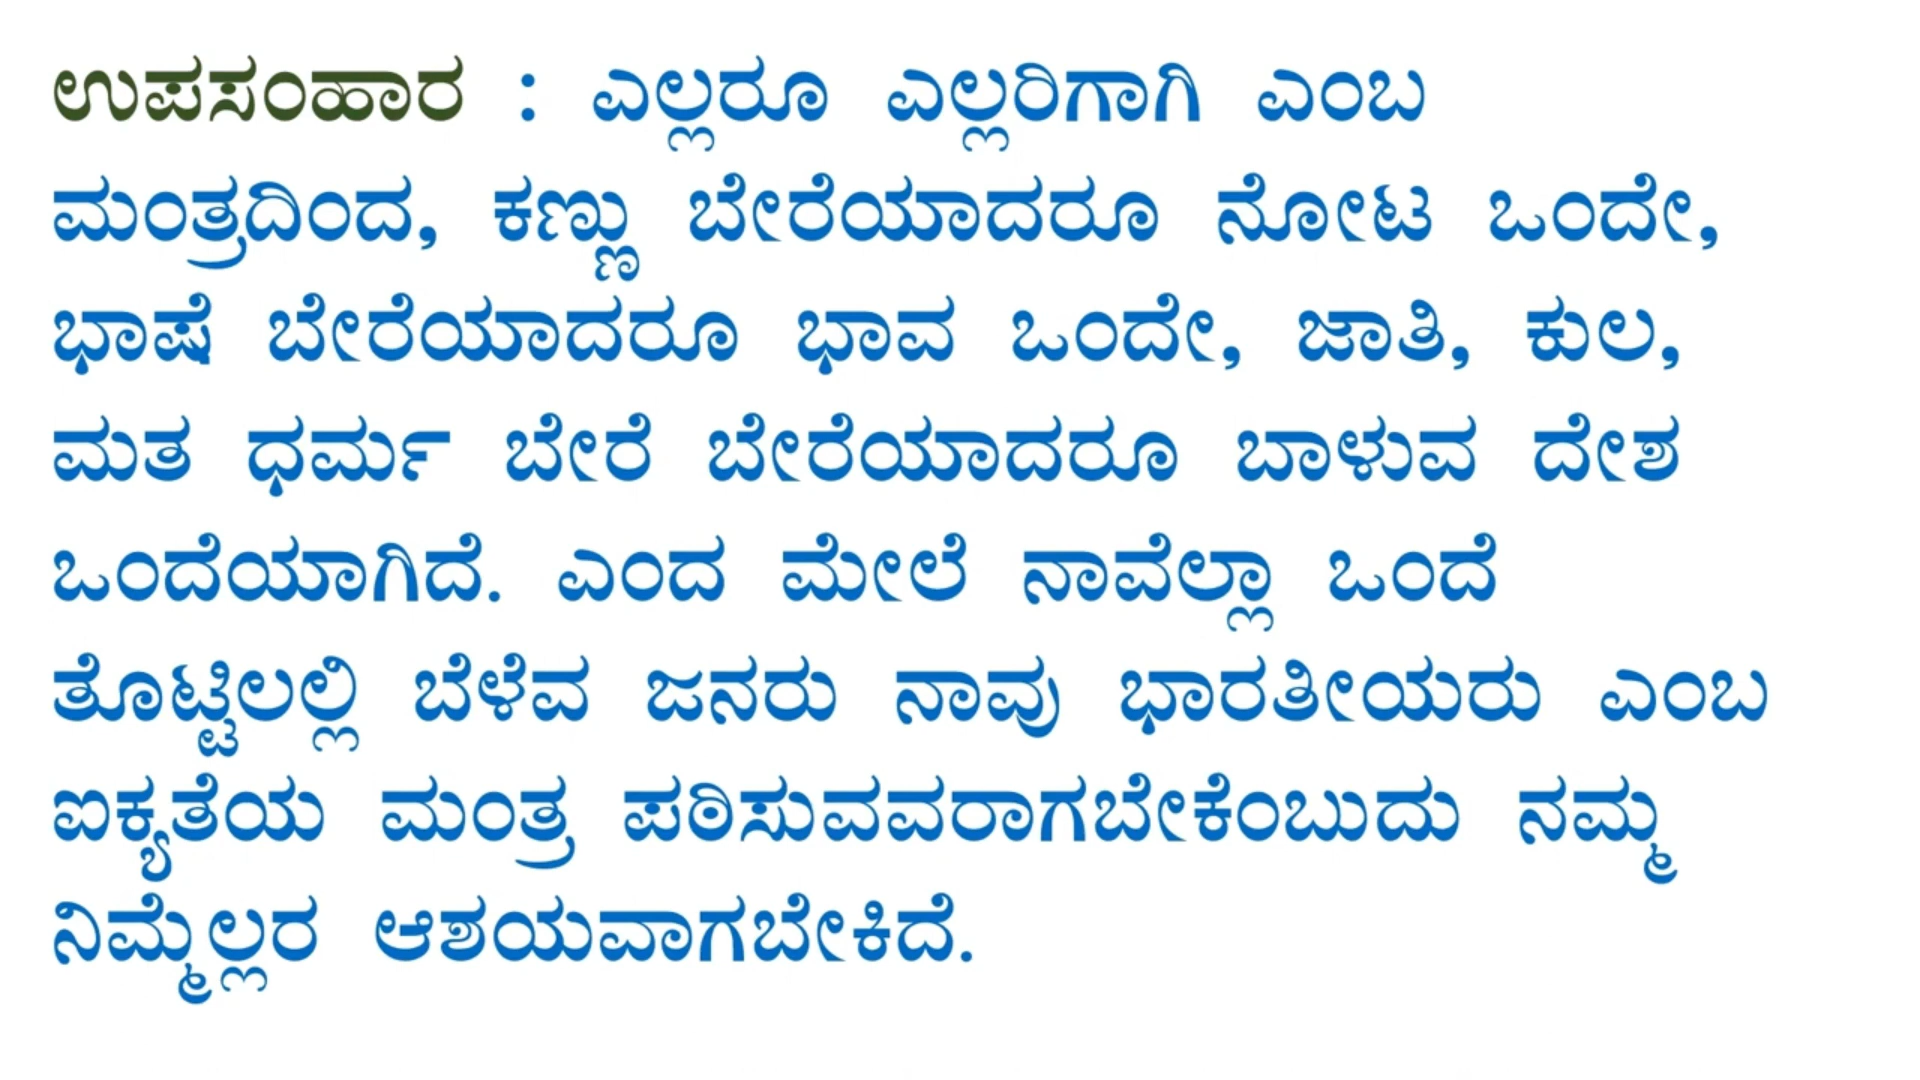 ಉಪಸಂಹಾರ : ಎಲ್ಲರೂ ಎಲ್ಲರಿಗಾಗಿ ಎಂಬ
ಮಂತ್ರದಿಂದ, ಕಣ್ಣು ಬೇರೆಯಾದರೂ ನೋಟ ಒಂದೇ,
ಭಾಷೆ ಬೇರೆಯಾದರೂ ಭಾವ ಒಂದೇ, ಜಾತಿ, ಕುಲ,
ಮತ ಧರ್ಮ ಬೇರೆ ಬೇರೆಯಾದರೂ ಬಾಳುವ ದೇಶ
ಒಂದೆಯಾಗಿದೆ. ಎಂದ ಮೇಲೆ ನಾವೆಲ್ಲಾ ಒಂದೆ
ತೊಟ್ಟಿಲಲ್ಲಿ ಬೆಳೆವ ಜನರು ನಾವು ಭಾರತೀಯರು ಎಂಬ
ಐಕ್ಯತೆಯ ಮಂತ್ರ ಪಠಿಸುವವರಾಗಬೇಕೆಂಬುದು ನಮ್ಮ
ನಿಮ್ಮೆಲ್ಲರ ಆಶಯವಾಗಬೇಕಿದೆ.